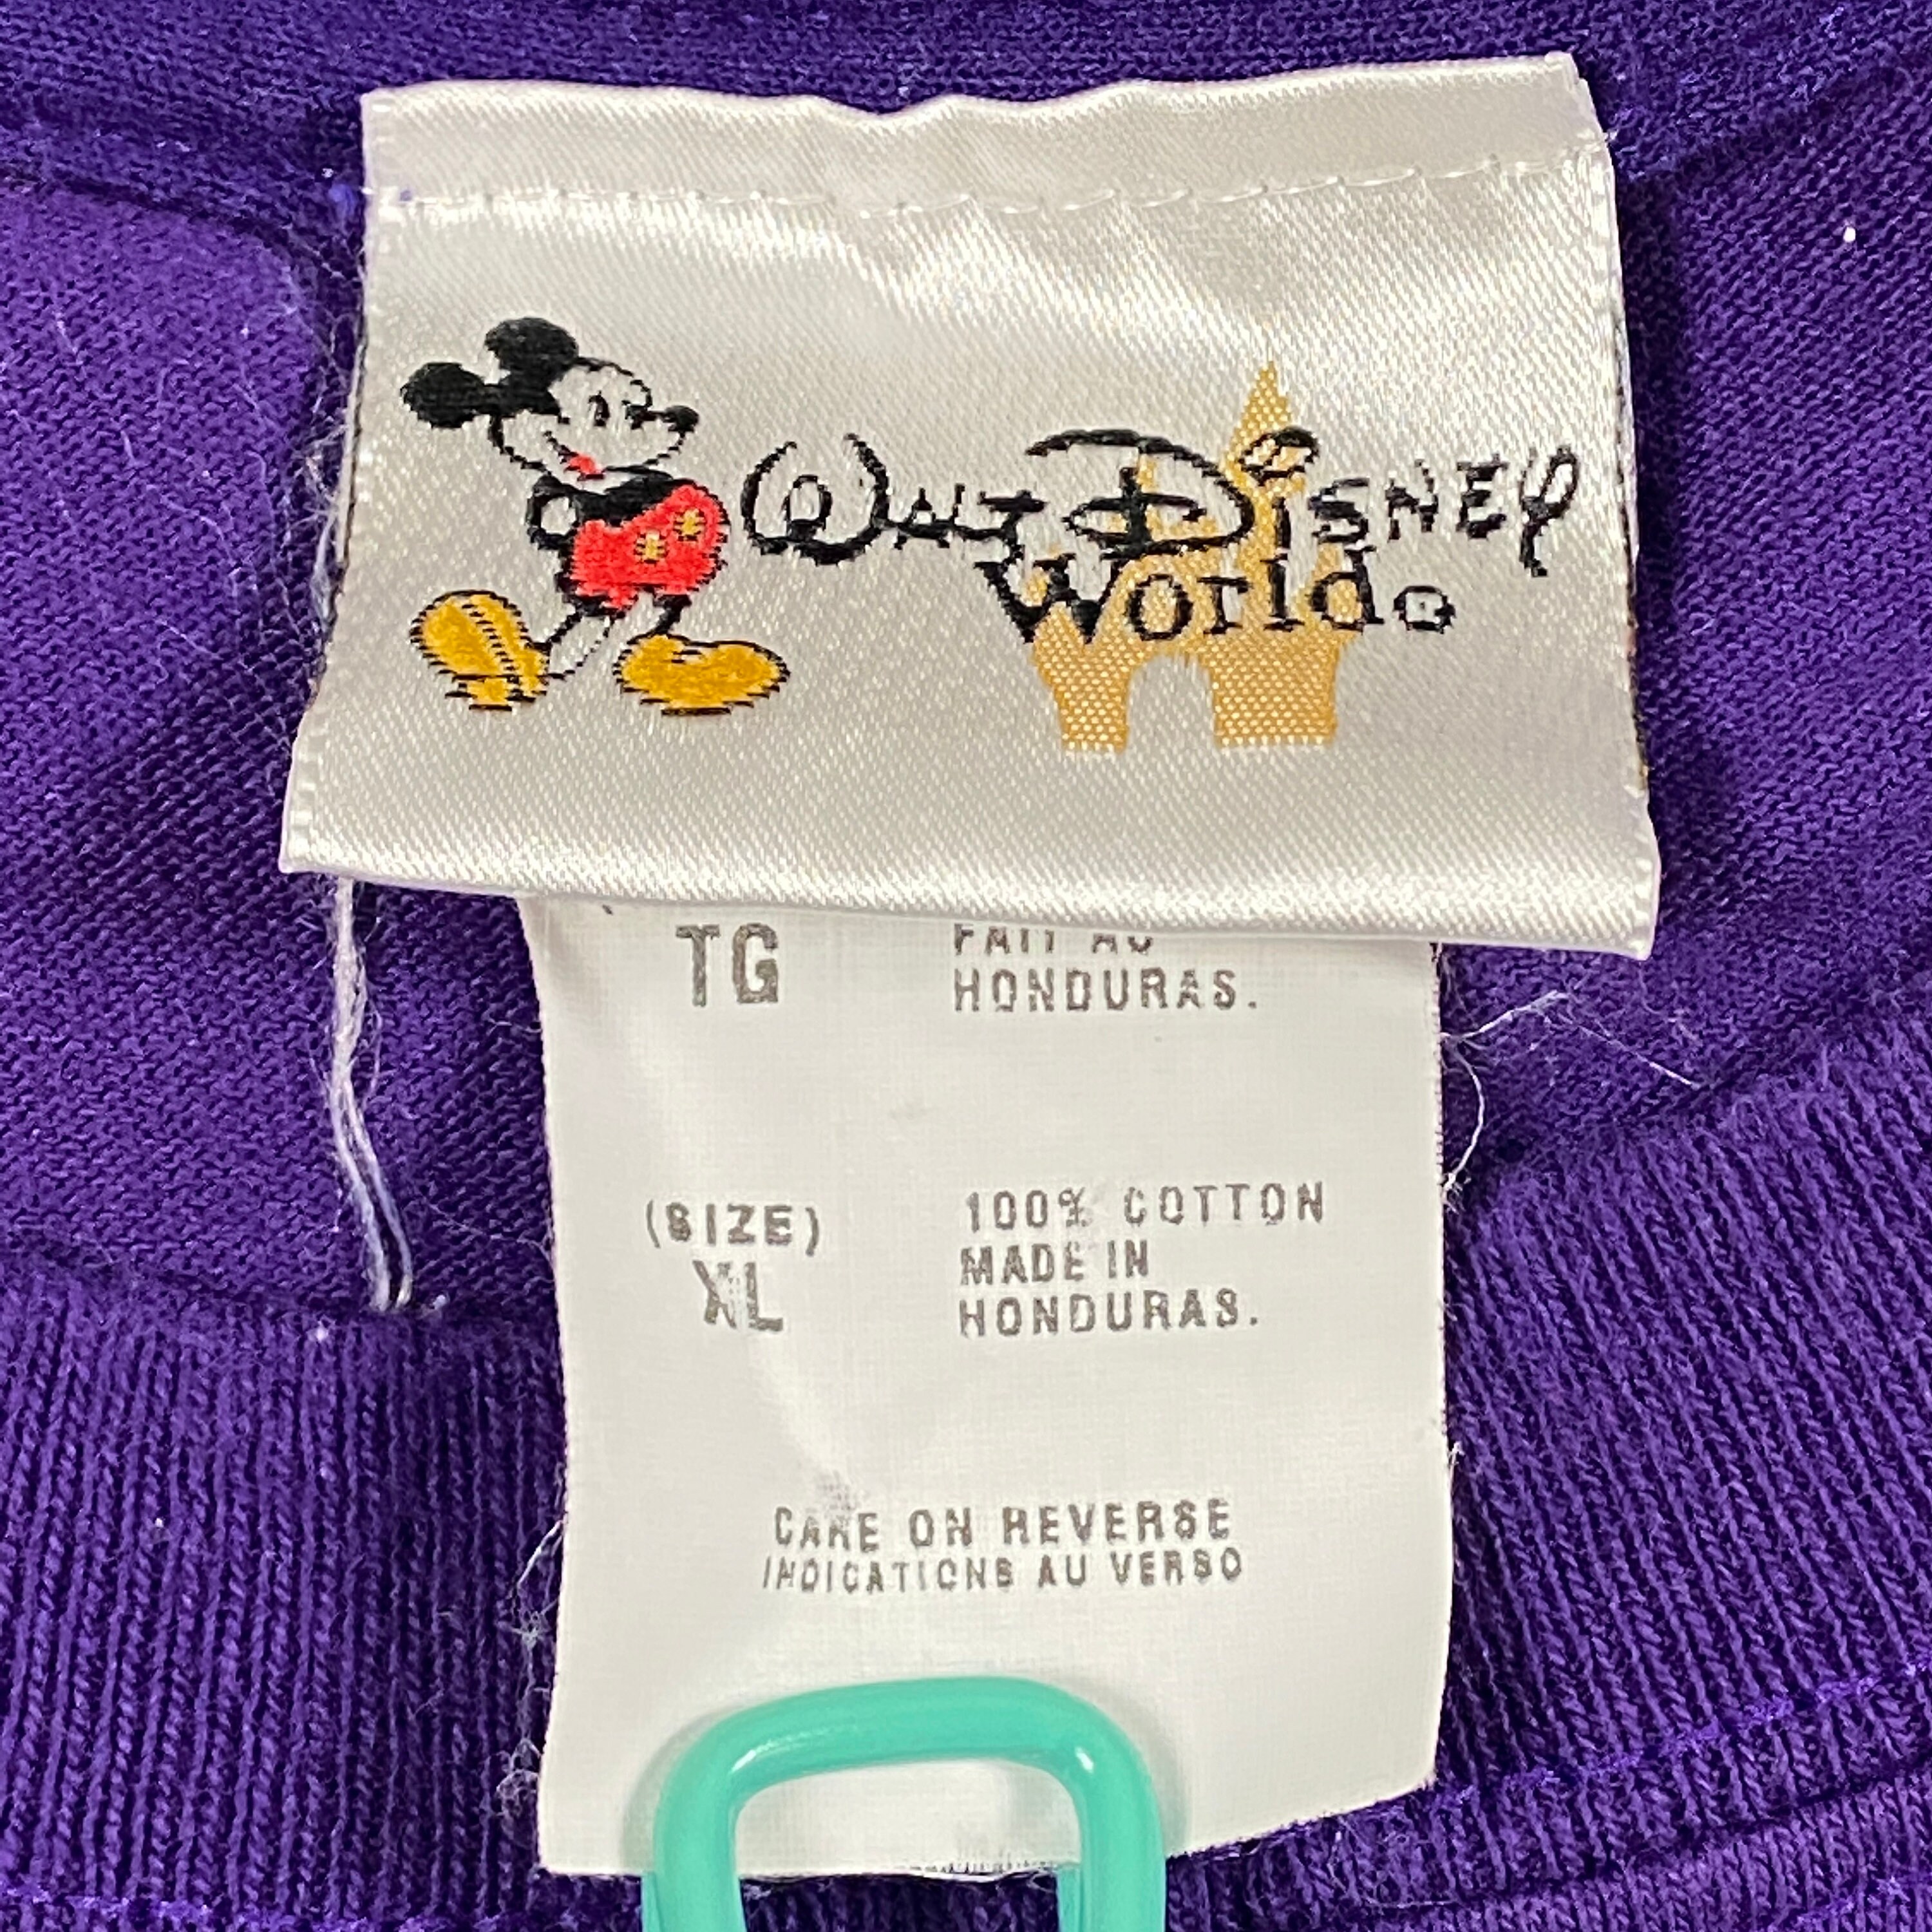 Walt Disney
World®
TG
FAIT AU
HONDURAS.
(SIZE)
XL
100% COTTON
MADE IN
HONDURAS.
CARE ON REVERSE
INDICATIONS AU VERSO